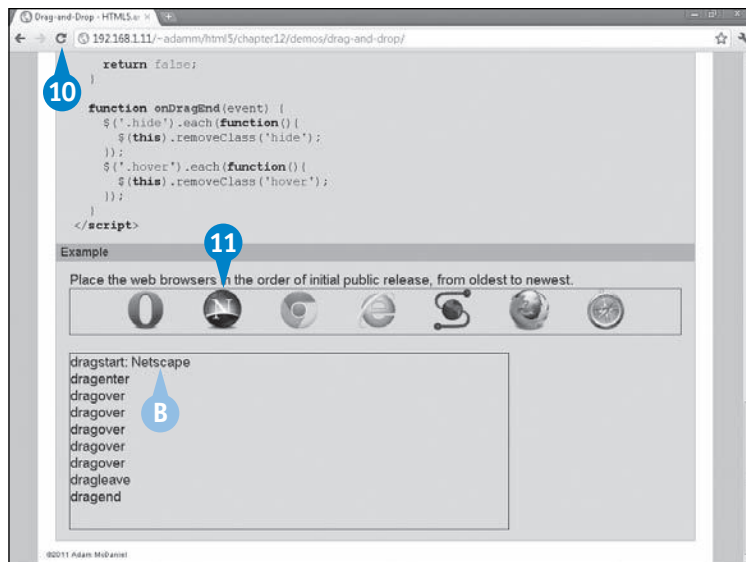 Drag-and-Drop - HTML5.ar
192.168.1.11/~adamm/html5/chapter12/demos/drag-and-drop/
return false;
}
10
function onDragEnd(event) {
$('.hide').each(function(){
$(this).removeClass('hide');
});
$('.hover').each(function(){
$(this).removeClass('hover');
});
}
</script>
11
Example
Place the web browsers in the order of initial public release, from oldest to newest.
N
dragstart: Netscape
dragenter
dragover
dragover
B
dragover
dragover
dragover
dragleave
dragend
©2011 Adam McDaniel